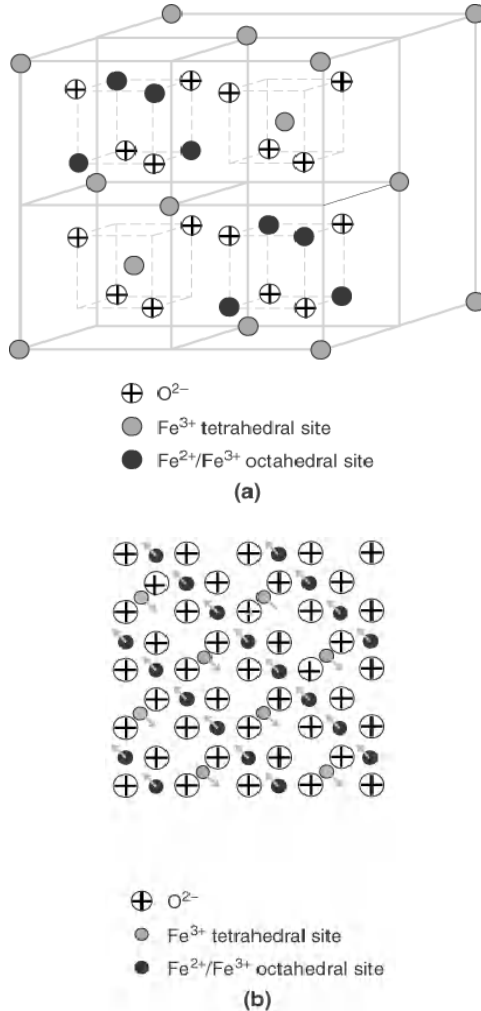 O²⁻
Fe³⁺ tetrahedral site
Fe²⁺/Fe³⁺ octahedral site
(a)
O²⁻
Fe³⁺ tetrahedral site
Fe²⁺/Fe³⁺ octahedral site
(b)